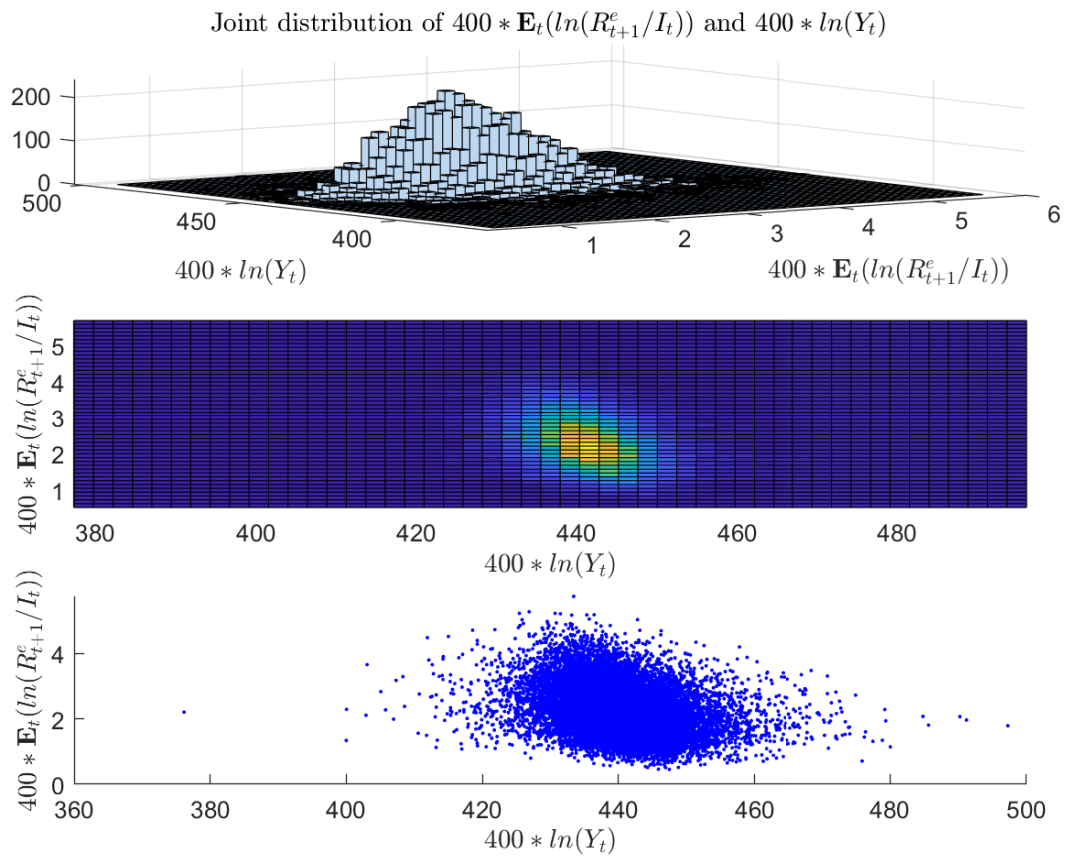 Joint distribution of 400 ∗ E_t(ln(R^e_{t+1}/I_t)) and 400 ∗ ln(Y_t)
200
100
0
500
450
400
1
2
3
4
5
6
400 ∗ ln(Y_t)
400 ∗ E_t(ln(R^e_{t+1}/I_t))
400 ∗ E_t(ln(R^e_{t+1}/I_t))
5
4
3
2
1
380 400 420 440 460 480
400 ∗ ln(Y_t)
400 ∗ E_t(ln(R^e_{t+1}/I_t))
4
2
0
360 380 400 420 440 460 480 500
400 ∗ ln(Y_t)